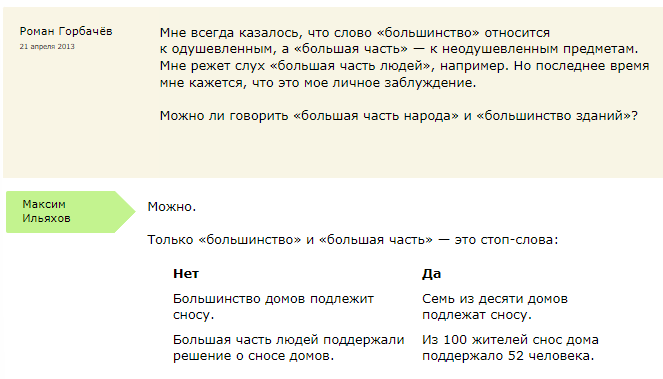 Роман Горбачёв
21 апреля 2013
Мне всегда казалось, что слово «большинство» относится
к одушевленным, а «большая часть» — к неодушевленным предметам.
Мне режет слух «большая часть людей», например. Но последнее время
мне кажется, что это мое личное заблуждение.
Можно ли говорить «большая часть народа» и «большинство зданий»?
Максим
Ильяхов
Можно.
Только «большинство» и «большая часть» — это стоп-слова:
Нет
Да
Большинство домов подлежит
сносу.
Семь из десяти домов
подлежат сносу.
Большая часть людей поддержали
решение о сносе домов.
Из 100 жителей снос дома
поддержало 52 человека.